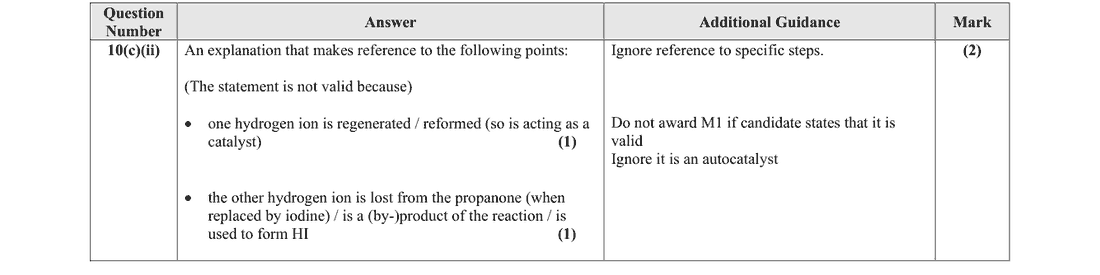 Question Number
Answer
Additional Guidance
Mark
10(c)(ii)
An explanation that makes reference to the following points:
(The statement is not valid because)
• one hydrogen ion is regenerated / reformed (so is acting as a
catalyst) (1)
• the other hydrogen ion is lost from the propanone (when
replaced by iodine) / is a (by-)product of the reaction / is
used to form HI (1)
Ignore reference to specific steps.
Do not award M1 if candidate states that it is
valid
Ignore it is an autocatalyst
(2)